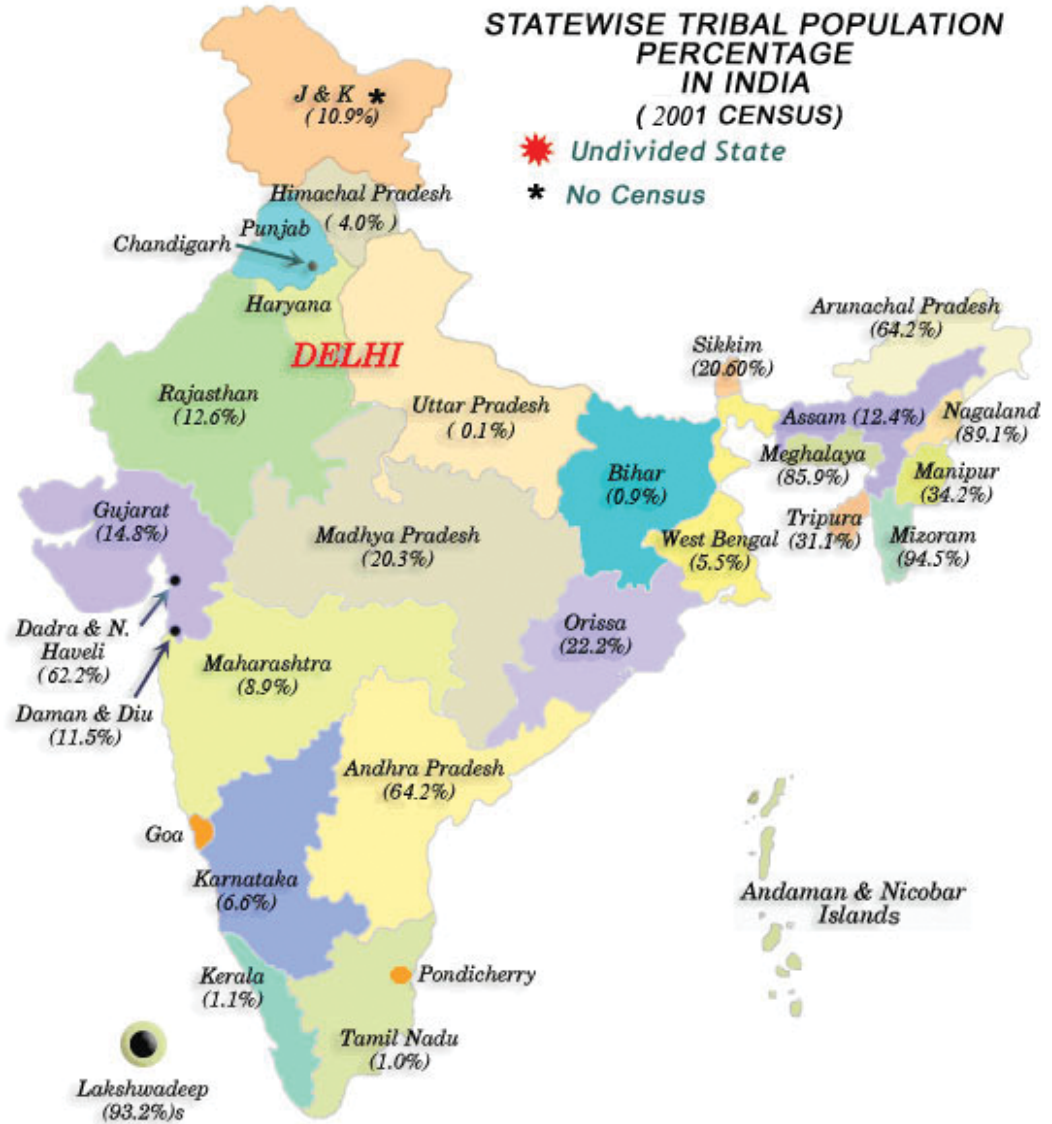 STATEWISE TRIBAL POPULATION
PERCENTAGE
IN INDIA
( 2001 CENSUS)
Undivided State
* No Census
J & K *
( 10.9%)
Himachal Pradesh
( 4.0% )
Punjab
Chandigarh
Haryana
DELHI
Rajasthan
(12.6%)
Uttar Pradesh
( 0.1%)
Arunachal Pradesh
(64.2%)
Sikkim
(20.60%)
Assam (12.4%)
Nagaland
(89.1%)
Meghalaya
(85.9%)
Manipur
(34.2%)
Bihar
(0.9%)
Gujarat
(14.8%)
Madhya Pradesh
(20.3%)
West Bengal
(5.5%)
Tripura
(31.1%)
Mizoram
(94.5%)
Dadra & N.
Haveli
(62.2%)
Orissa
(22.2%)
Maharashtra
(8.9%)
Daman & Diu
(11.5%)
Andhra Pradesh
(64.2%)
Goa
Karnataka
(6.6%)
Andaman & Nicobar
Islands
Kerala
(1.1%)
Pondicherry
Tamil Nadu
(1.0%)
Lakshwadeep
(93.2%)s